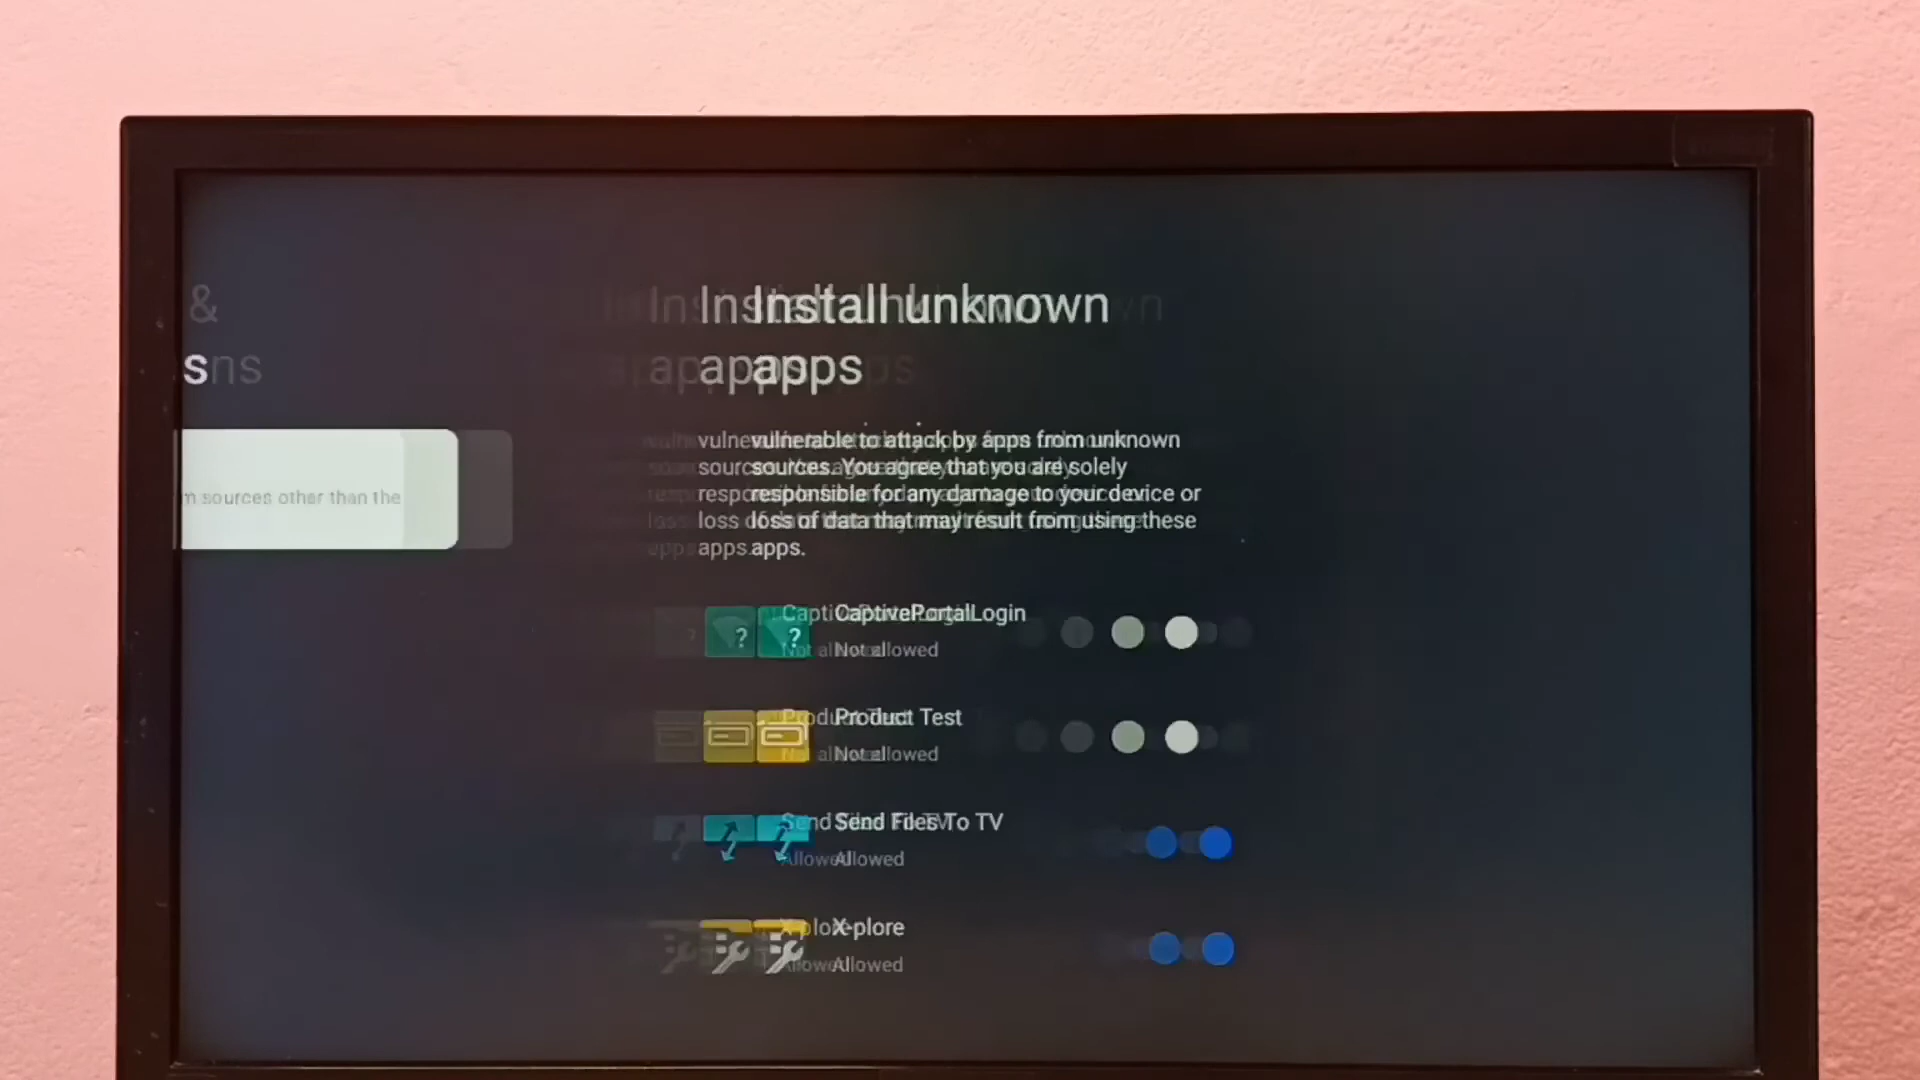 &
s
m sources other than the
Install unknown
apps
vulnerable to attack by apps from unknown
sources. You agree that you are solely
responsible for any damage to your device or
loss of data that may result from using these
apps.
CaptivePortalLogin
Not allowed
Product Test
Not allowed
Send Files To TV
Allowed
X-plore
Allowed